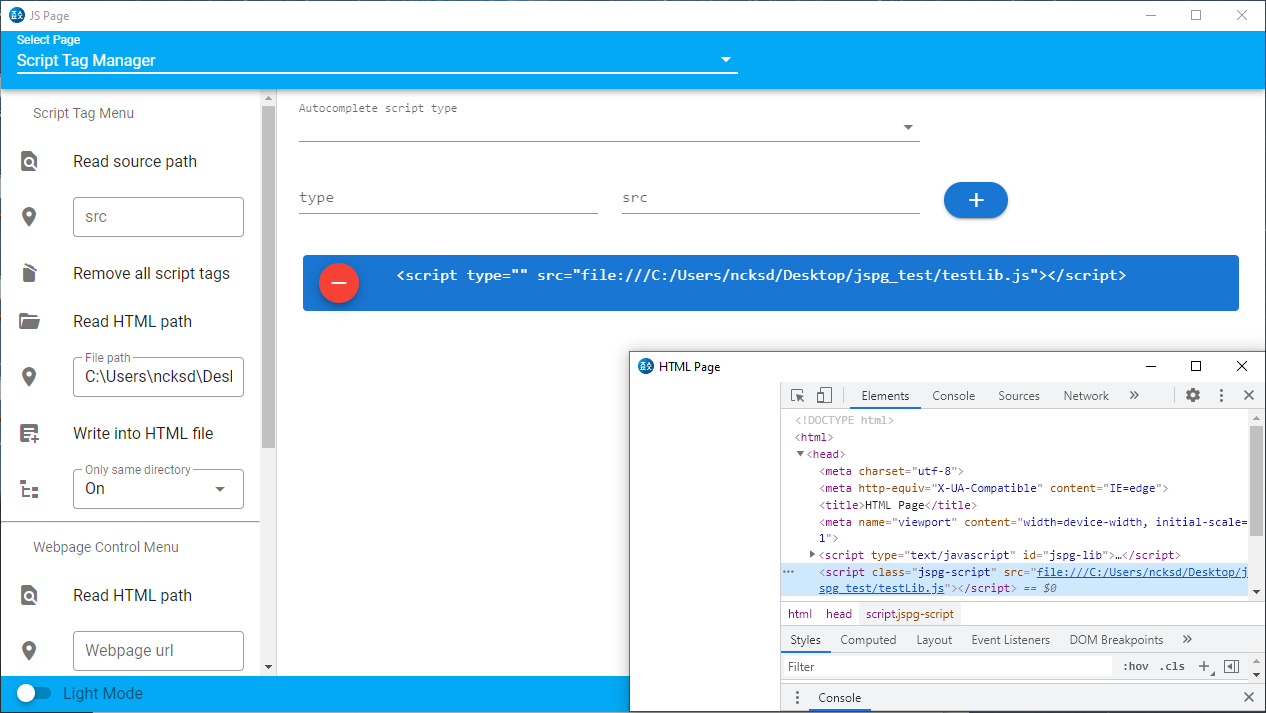 JS Page
Select Page
Script Tag Manager
Script Tag Menu
Read source path
src
Remove all script tags
Read HTML path
File path
C:\Users\ncksd\Desl
Write into HTML file
Only same directory
On
Webpage Control Menu
Read HTML path
Webpage url
Light Mode
Autocomplete script type
type
src
+
<script type="" src="file:///C:/Users/ncksd/Desktop/jspg_test/testLib.js"></script>
HTML Page
Elements Console Sources Network »
<!DOCTYPE html>
<html>
<head>
<meta charset="utf-8">
<meta http-equiv="X-UA-Compatible" content="IE=edge">
<title>HTML Page</title>
<meta name="viewport" content="width=device-width, initial-scale=
1">
<script type="text/javascript" id="jspg-lib">…</script>
<script class="jspg-script" src="file:///C:/Users/ncksd/Desktop/j
spg_test/testLib.js"></script> == $0
html head script.jspg-script
Styles Computed Layout Event Listeners DOM Breakpoints »
Filter :hov .cls +
Console